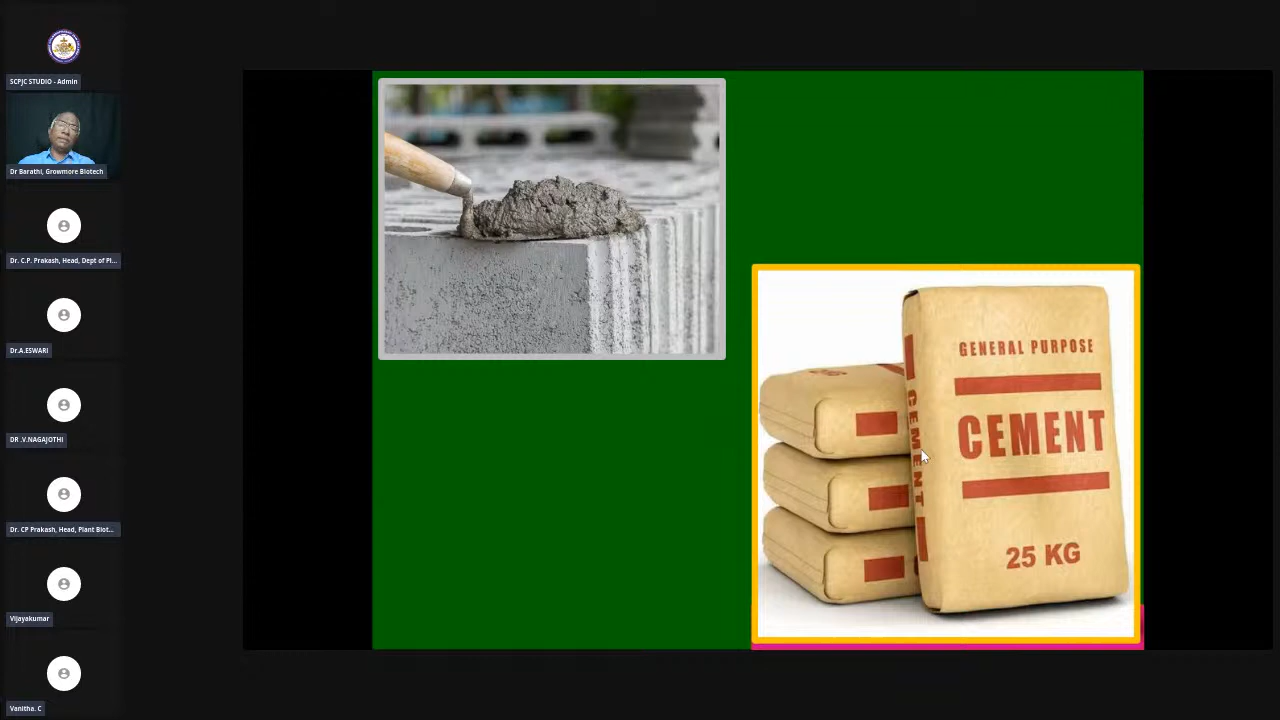 SCPJC STUDIO - Admin
Dr Barathi, Growmore Biotech
Dr. C.P. Prakash, Head, Dept of Pl...
Dr.A.ESWARI
DR .V.NAGAJOTHI
Dr. CP Prakash, Head, Plant Biot...
Vijayakumar
Vanitha. C
GENERAL PURPOSE
CEMENT
25 KG
CEMENT